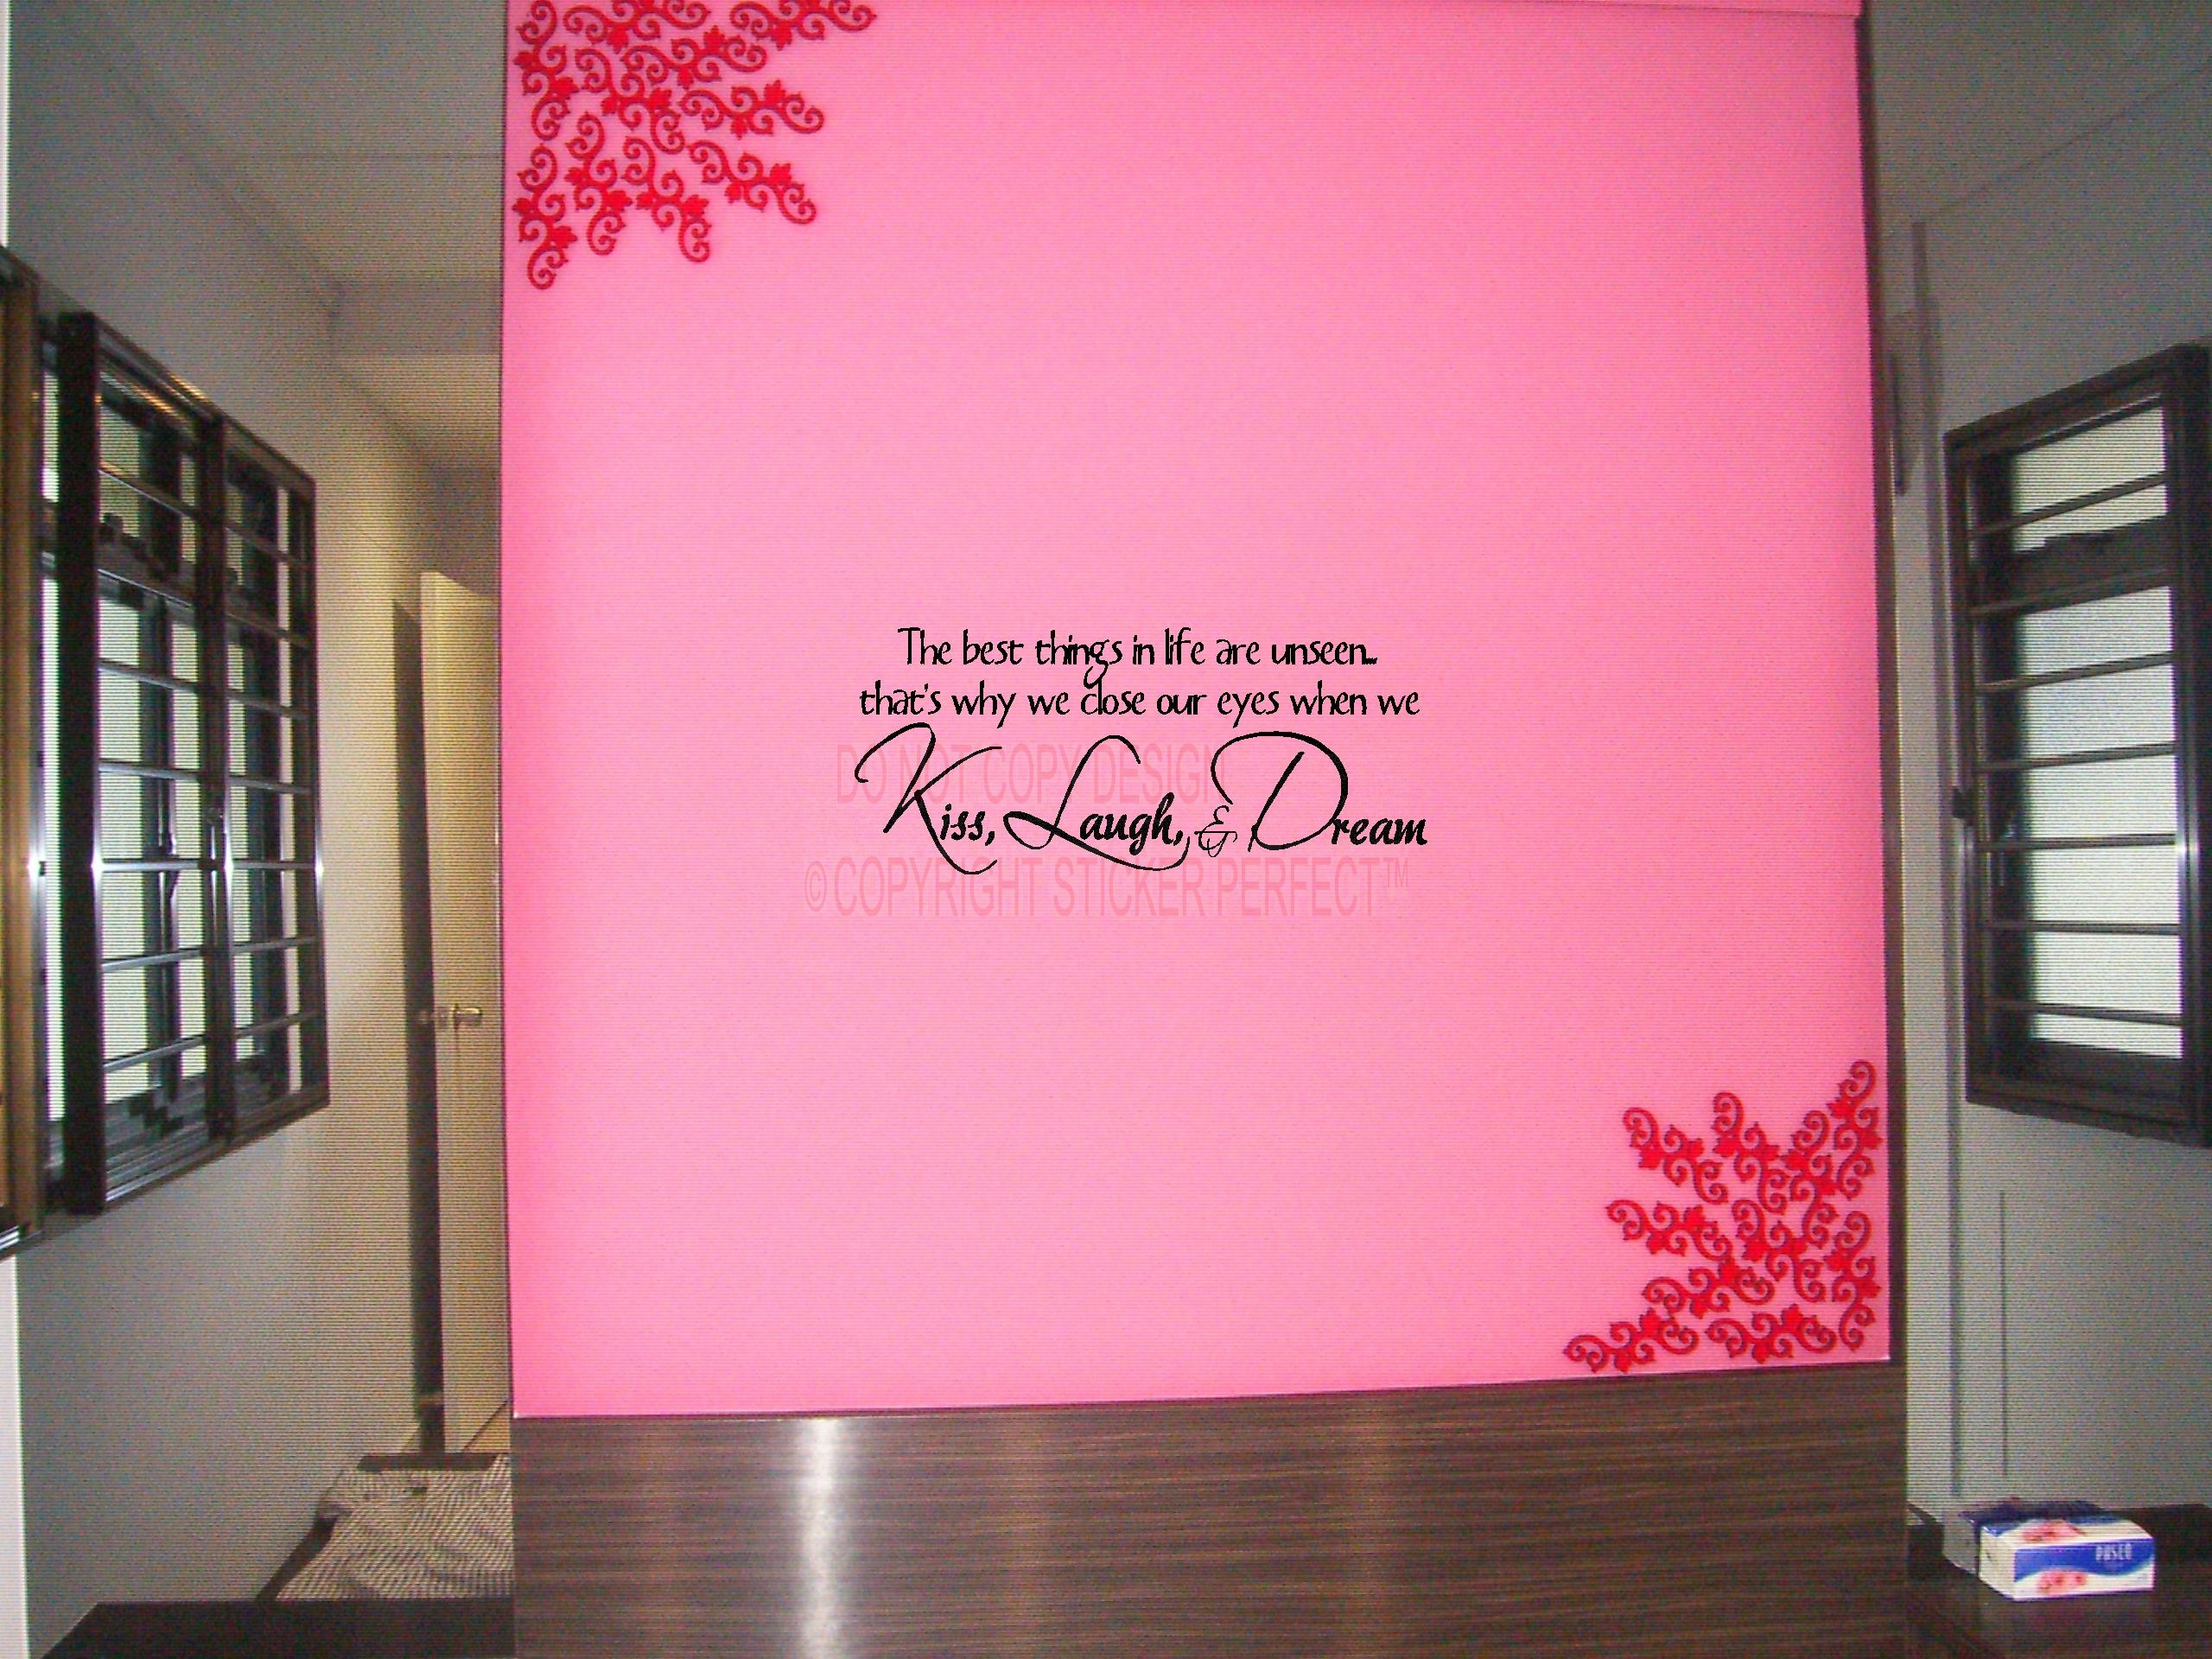 The best things in life are unseen...
that's why we close our eyes when we
DO NOT COPY DESIGN
Kiss, Laugh, & Dream
© COPYRIGHT STICKER PERFECT™
PASEO